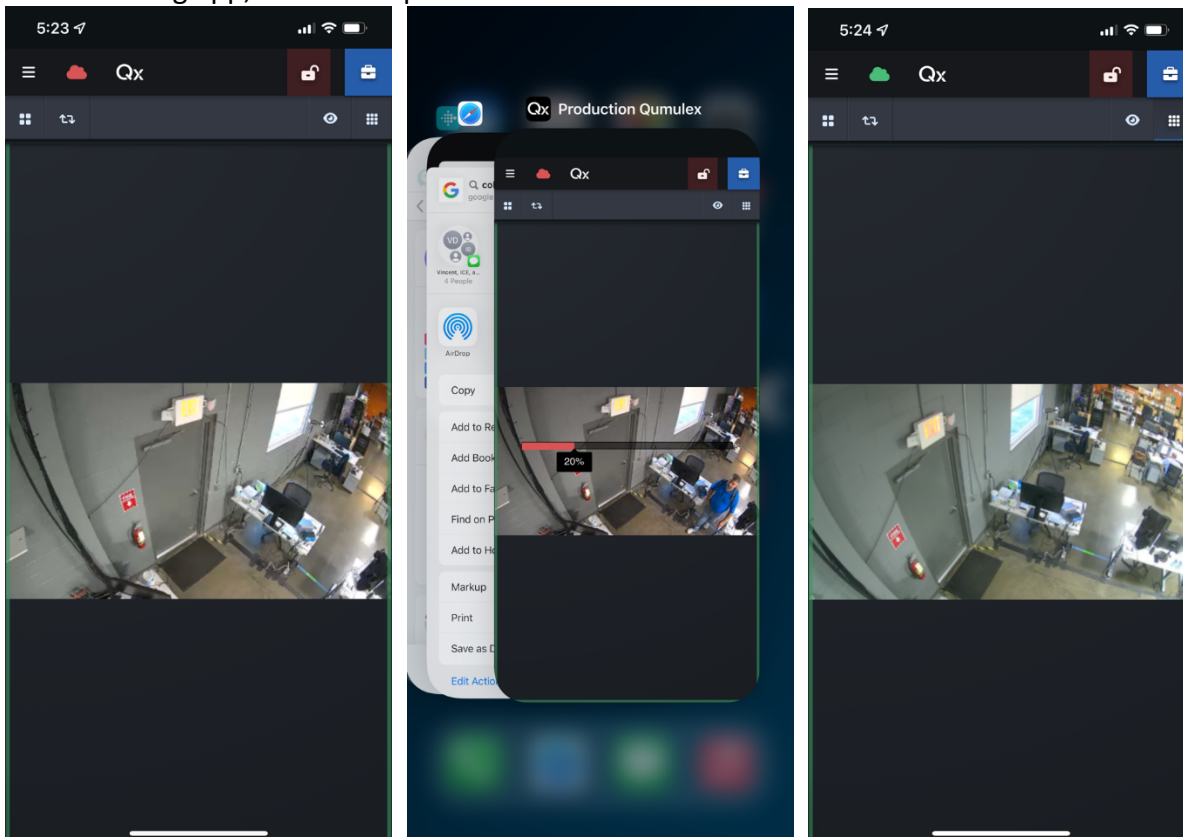 5:23
Qx
Production Qumulex
Qx
google
VD
Vincent, ICE, a...
4 People
AirDrop
Copy
Add to Re
Add Book
Add to Fa
Find on P
Add to Ho
Markup
Print
Save as D
Edit Actio
20%
5:24
Qx